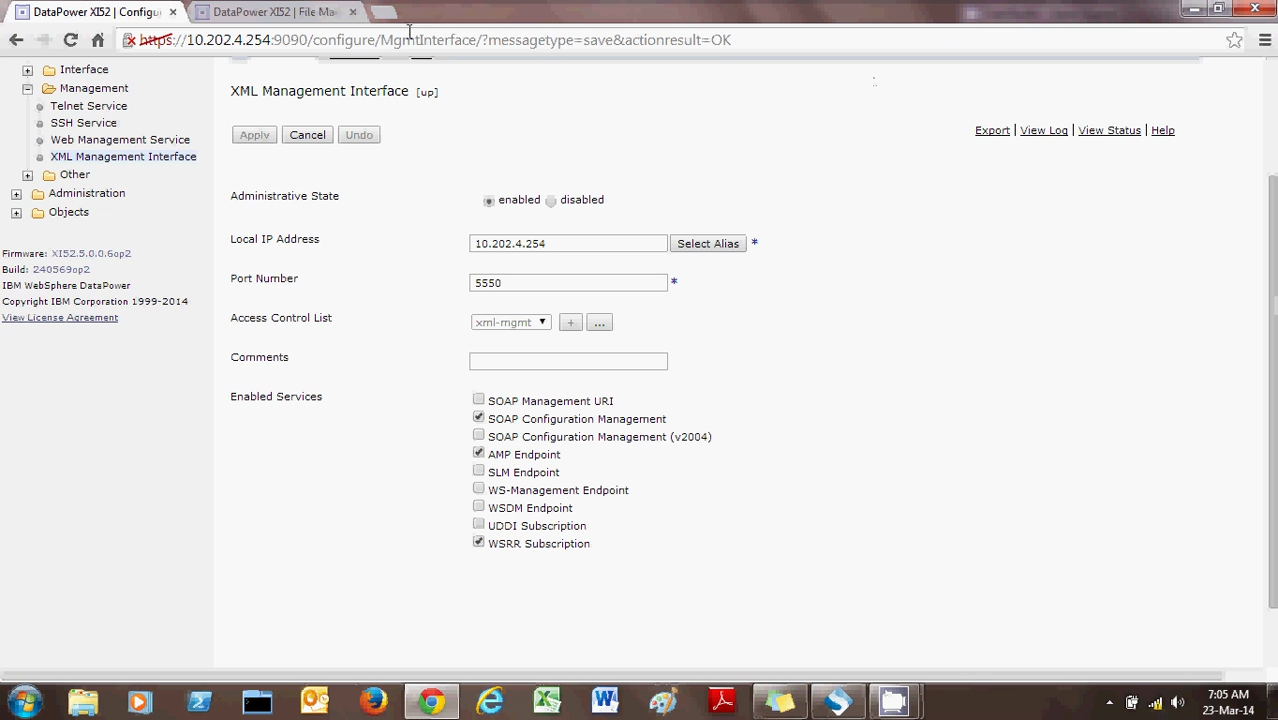 DataPower XI52 | Configu
DataPower XI52 | File Ma
https://10.202.4.254:9090/configure/MgmtInterface/?messagetype=save&actionresult=OK
Interface
Management
Telnet Service
SSH Service
Web Management Service
XML Management Interface
Other
Administration
Objects
Firmware: XI52.5.0.0.6op2
Build: 240569op2
IBM WebSphere DataPower
Copyright IBM Corporation 1999-2014
View License Agreement
XML Management Interface [up]
Apply Cancel Undo
Export | View Log | View Status | Help
Administrative State enabled disabled
Local IP Address 10.202.4.254 Select Alias *
Port Number 5550 *
Access Control List xml-mgmt + ...
Comments
Enabled Services
SOAP Management URI
SOAP Configuration Management
SOAP Configuration Management (v2004)
AMP Endpoint
SLM Endpoint
WS-Management Endpoint
WSDM Endpoint
UDDI Subscription
WSRR Subscription
7:05 AM
23-Mar-14